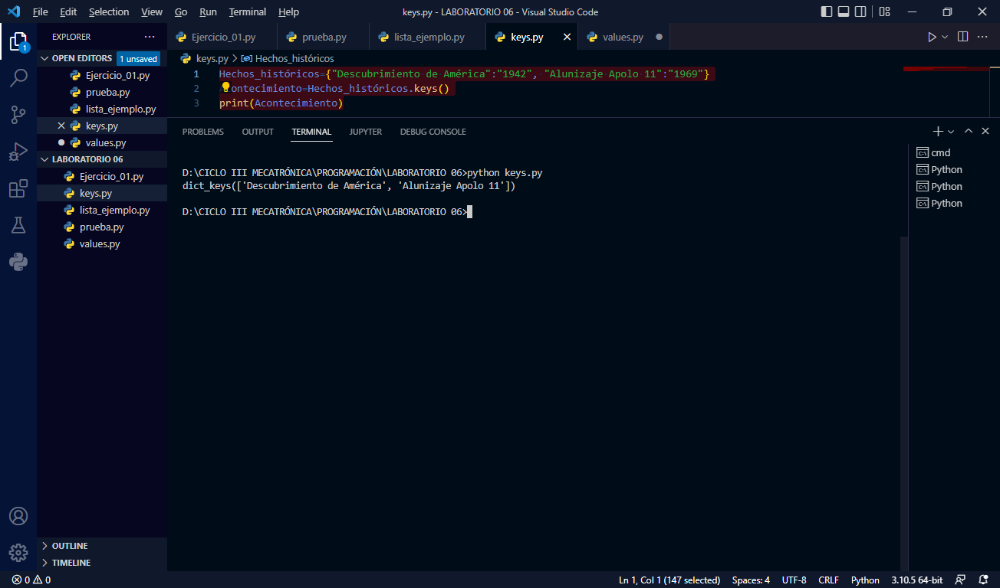 File Edit Selection View Go Run Terminal Help keys.py - LABORATORIO 06 - Visual Studio Code
EXPLORER
1
OPEN EDITORS 1 unsaved
Ejercicio_01.py
prueba.py
lista_ejemplo.py
keys.py
values.py
LABORATORIO 06
Ejercicio_01.py
keys.py
lista_ejemplo.py
prueba.py
values.py
OUTLINE
TIMELINE
Ejercicio_01.py prueba.py lista_ejemplo.py keys.py values.py
keys.py > Hechos_históricos
1 Hechos_históricos={"Descubrimiento de América":"1942", "Alunizaje Apolo 11":"1969"}
2 ontecimiento=Hechos_históricos.keys()
3 print(Acontecimiento)
PROBLEMS OUTPUT TERMINAL JUPYTER DEBUG CONSOLE
D:\CICLO III MECATRÓNICA\PROGRAMACIÓN\LABORATORIO 06>python keys.py
dict_keys(['Descubrimiento de América', 'Alunizaje Apolo 11'])
D:\CICLO III MECATRÓNICA\PROGRAMACIÓN\LABORATORIO 06>
cmd
Python
Python
Python
0 0 Ln 1, Col 1 (147 selected) Spaces: 4 UTF-8 CRLF Python 3.10.5 64-bit